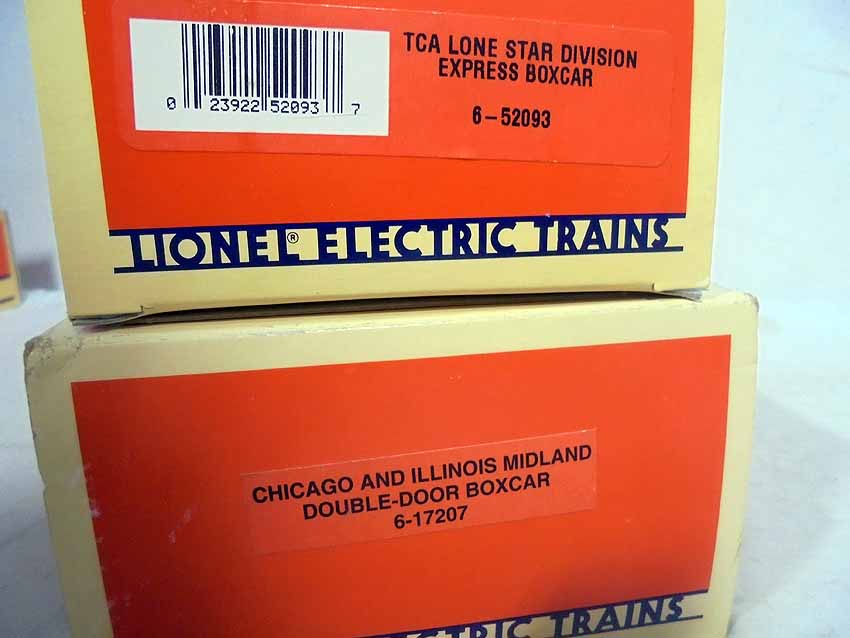 TCA LONE STAR DIVISION
EXPRESS BOXCAR
6-52093
0 23922 52093 7
LIONEL® ELECTRIC TRAINS
CHICAGO AND ILLINOIS MIDLAND
DOUBLE-DOOR BOXCAR
6-17207
ELECTRIC TRAINS